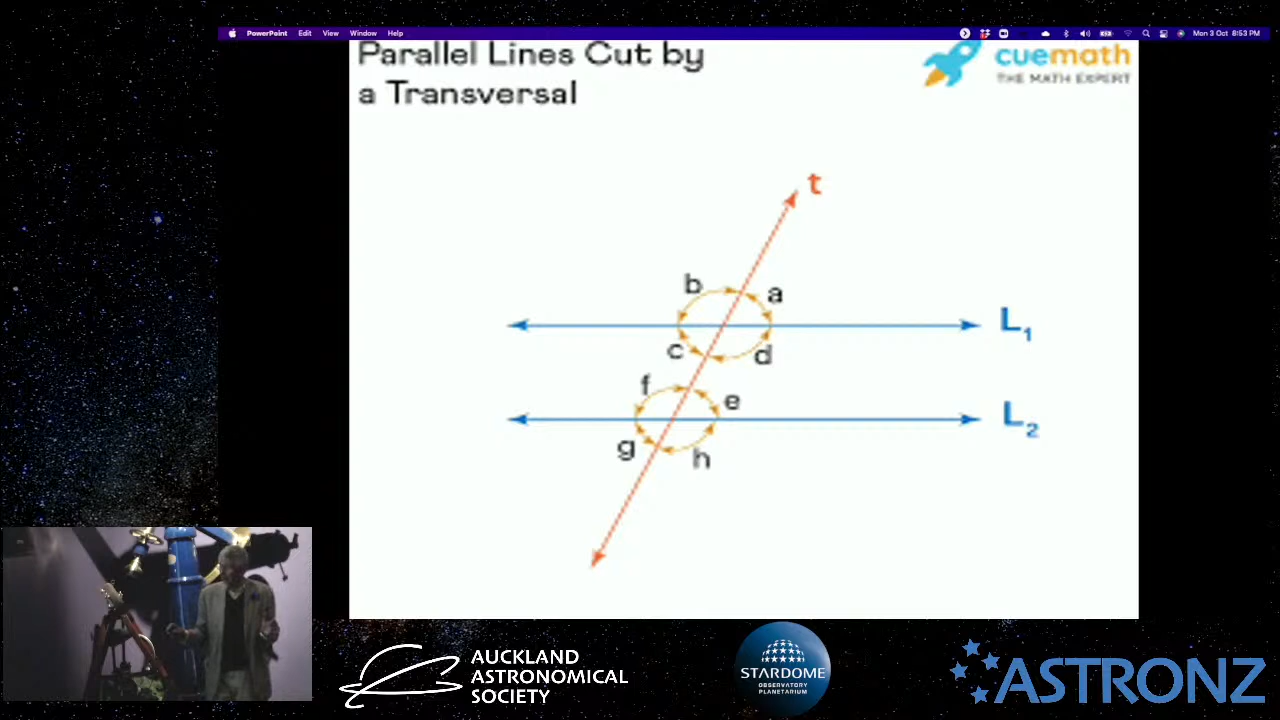 PowerPoint Edit View Window Help
Mon 3 Oct 8:53 PM
Parallel Lines Cut by
a Transversal
cuemath
THE MATH EXPERT
t
b
a
L1
c
d
f
e
L2
g
h
AUCKLAND
ASTRONOMICAL
SOCIETY
STARDOME
OBSERVATORY
PLANETARIUM
ASTRONZ